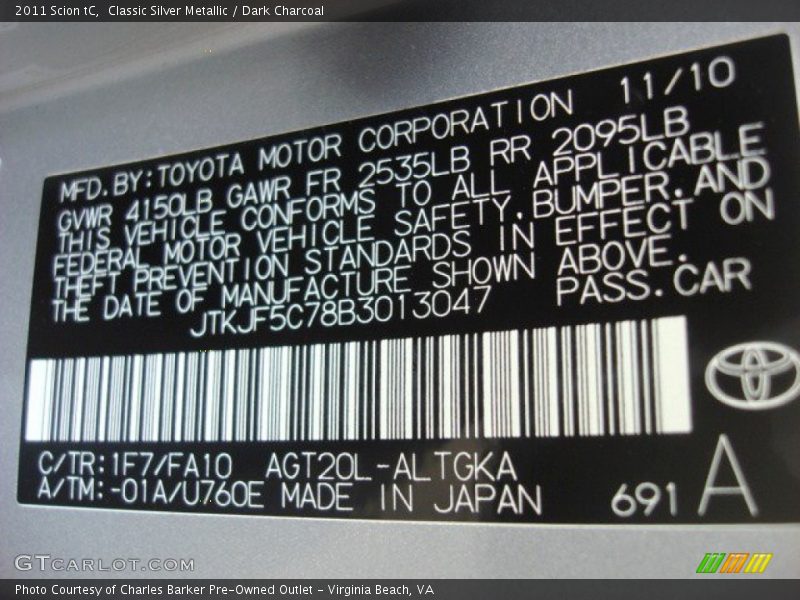 2011 Scion tC,  Classic Silver Metallic / Dark Charcoal
MFD. BY: TOYOTA MOTOR CORPORATION 11/10
GVWR 4150LB GAWR FR 2535LB RR 2095LB
THIS VEHICLE CONFORMS TO ALL APPLICABLE
FEDERAL MOTOR VEHICLE SAFETY, BUMPER, AND
THEFT PREVENTION STANDARDS IN EFFECT ON
THE DATE OF MANUFACTURE SHOWN ABOVE.
JTKJF5C78B3013047 PASS. CAR
C/TR: 1F7/FA10 AGT20L-ALTGKA
A/TM: -01A/U760E MADE IN JAPAN 691 A
GTCARLOT.COM
Photo Courtesy of Charles Barker Pre-Owned Outlet - Virginia Beach, VA